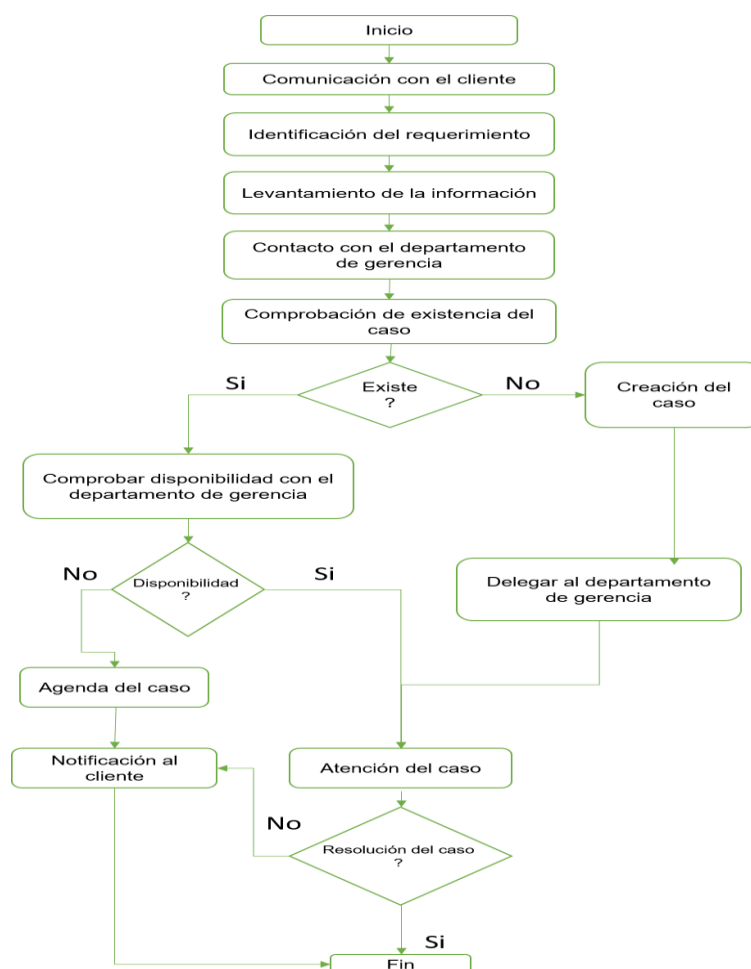 Inicio
Comunicación con el cliente
Identificación del requerimiento
Levantamiento de la información
Contacto con el departamento
de gerencia
Comprobación de existencia del
caso
Si
Existe
?
No
Creación del
caso
Comprobar disponibilidad con el
departamento de gerencia
No
Disponibilidad
?
Si
Delegar al departamento
de gerencia
Agenda del caso
Notificación al
cliente
Atención del caso
No
Resolución del caso
?
Si
Fin